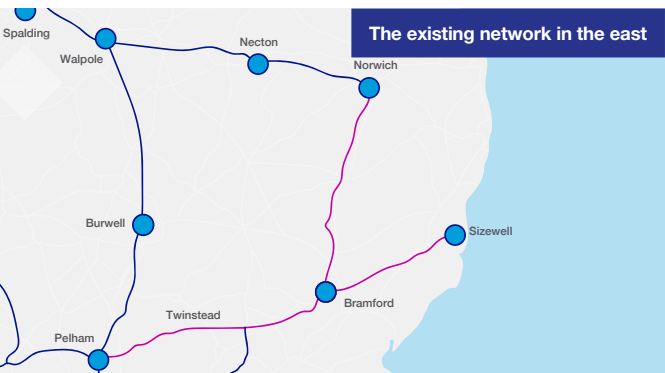 The existing network in the east
Spalding
Walpole
Necton
Norwich
Burwell
Sizewell
Bramford
Twinstead
Pelham